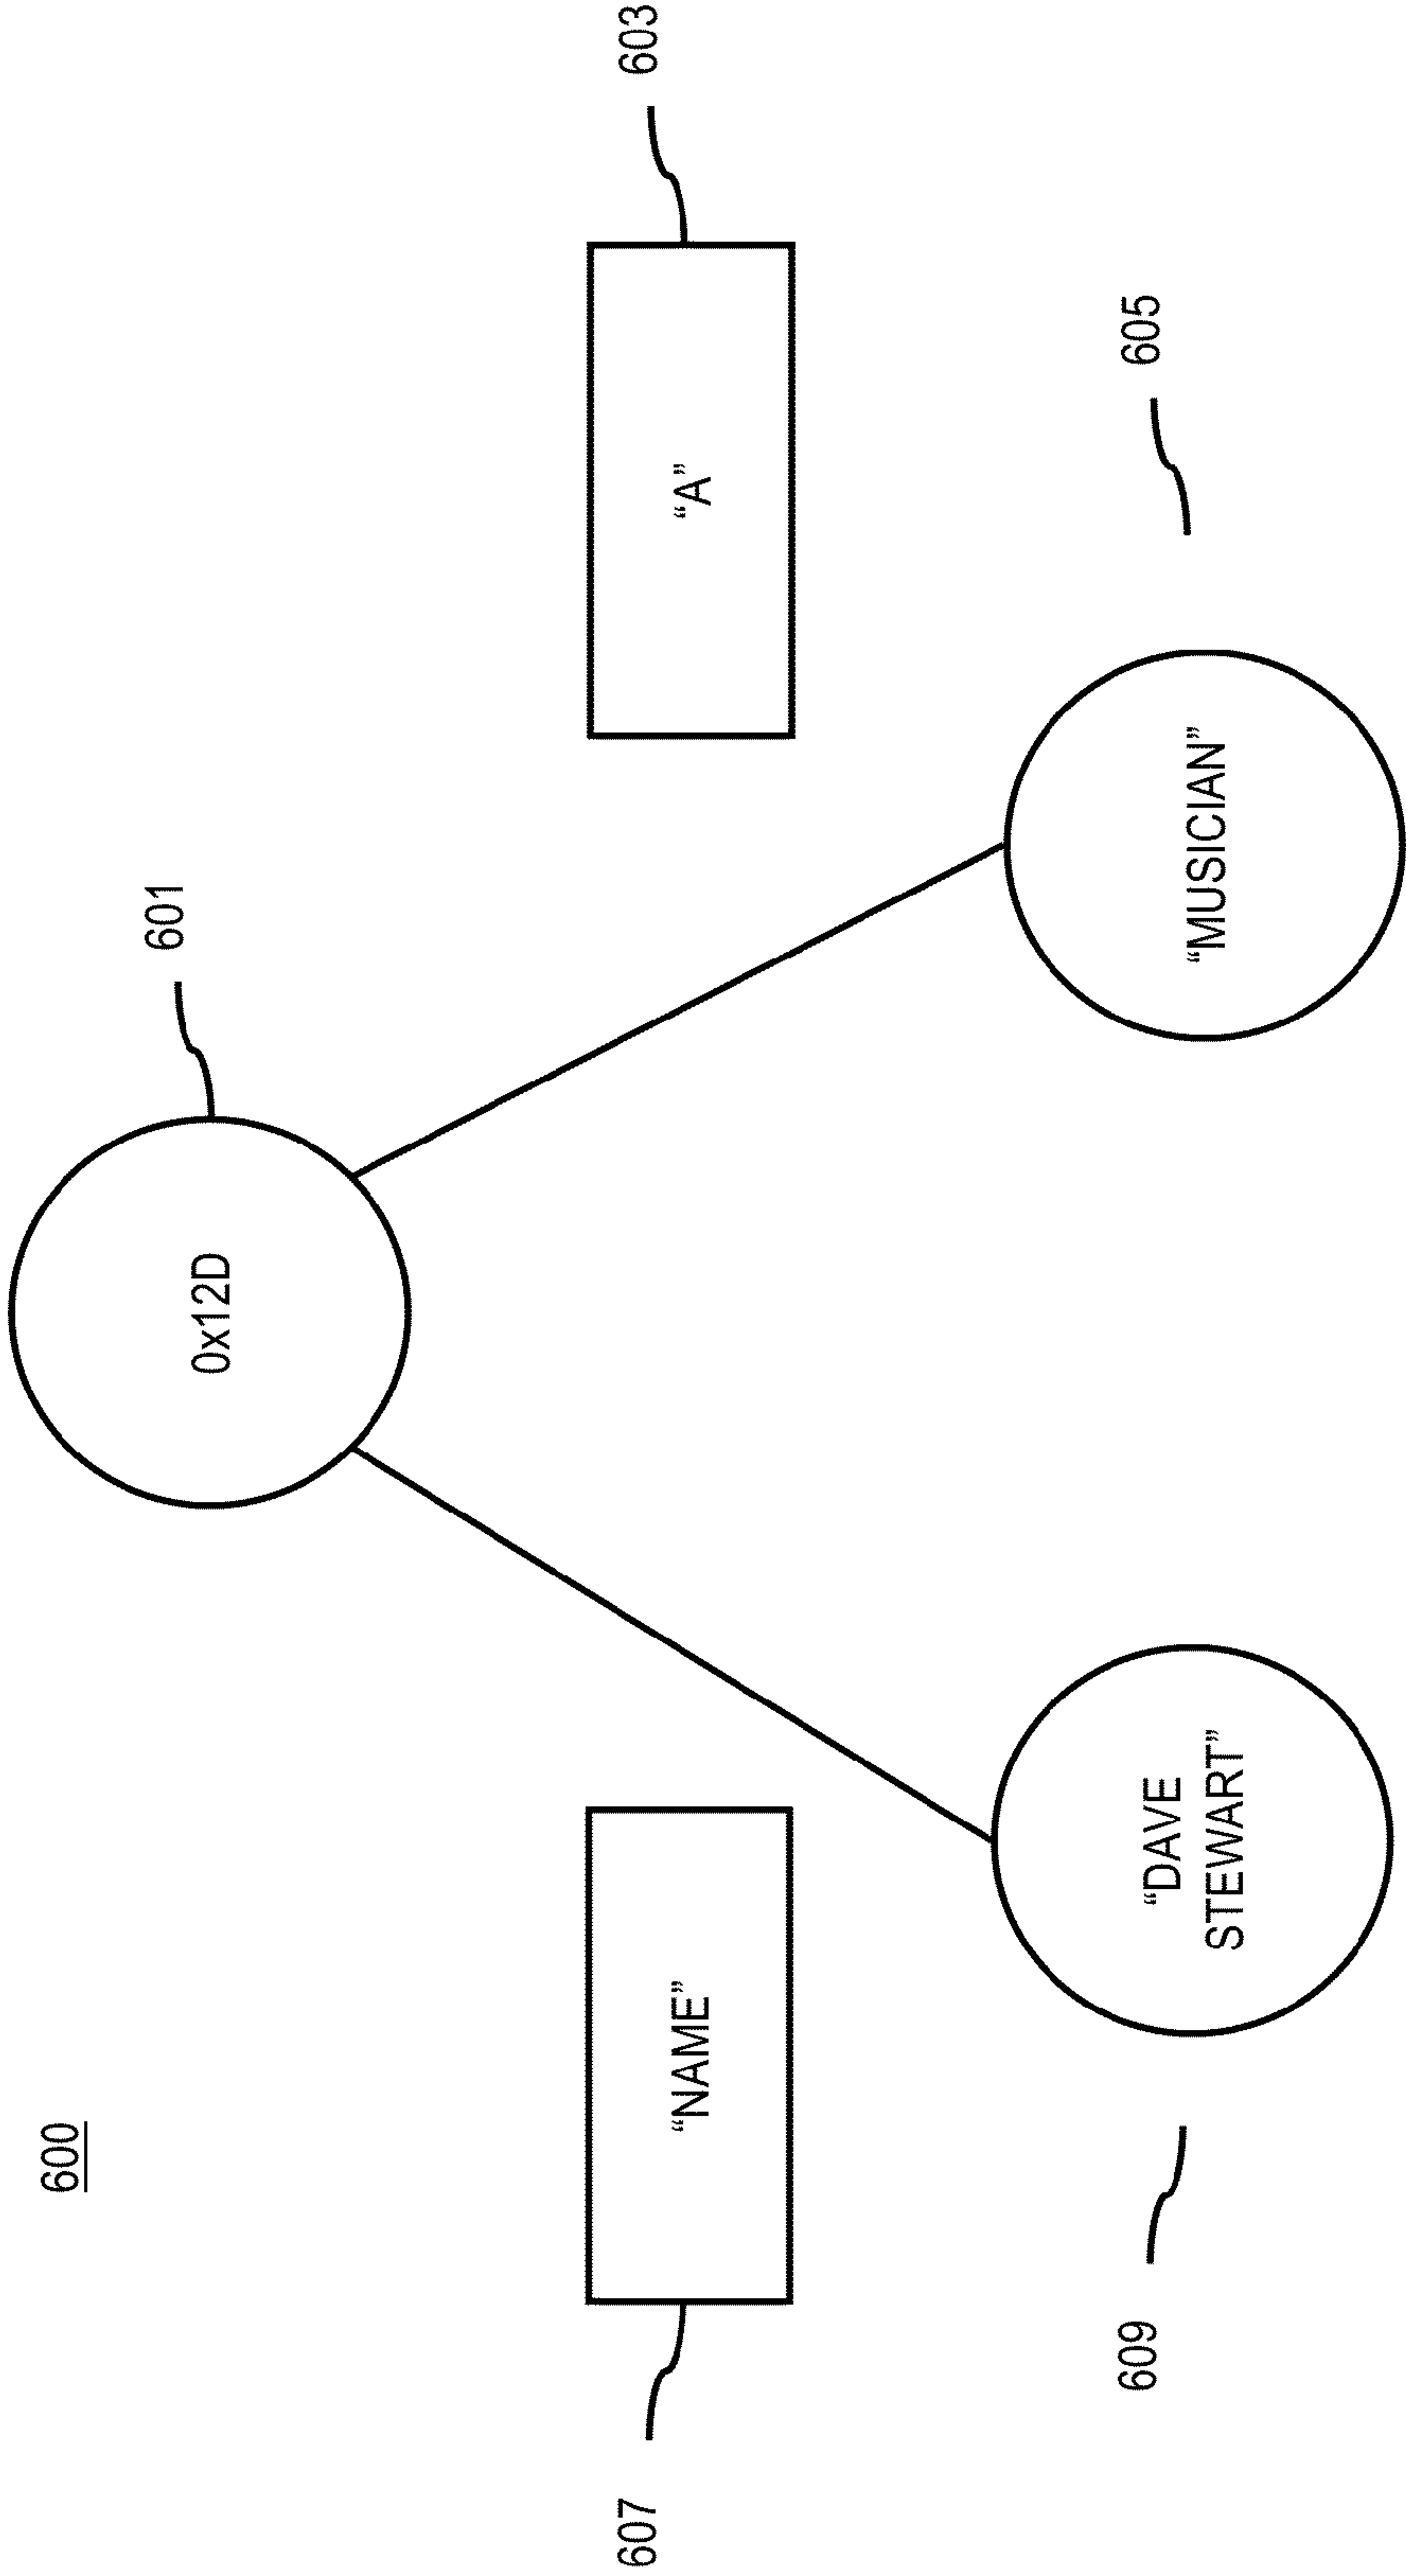 600
0x12D
601
607
“NAME”
“A”
603
609
“DAVE
STEWART”
“MUSICIAN”
605